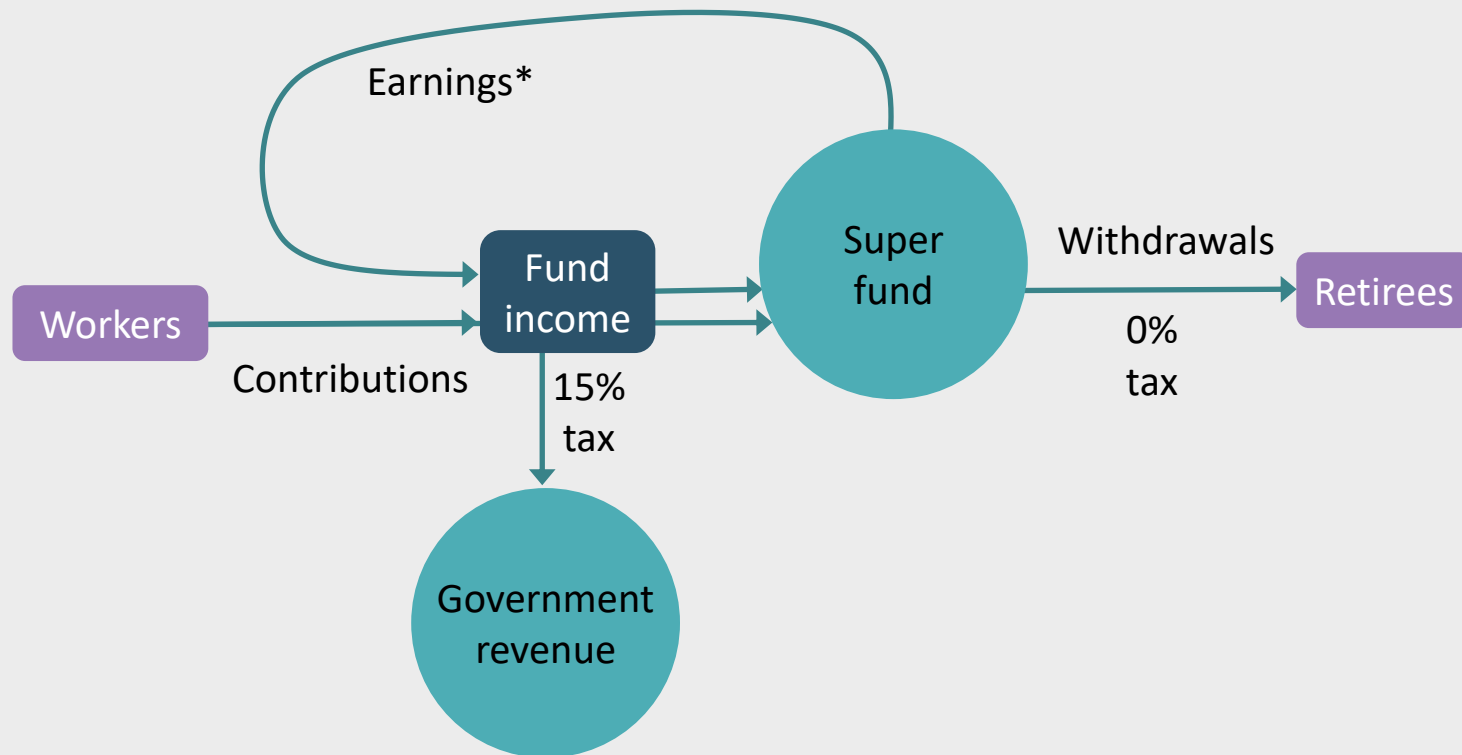 Earnings*
Fund
income
Super
fund
Withdrawals
Retirees
Workers
Contributions
15%
tax
0%
tax
Government
revenue